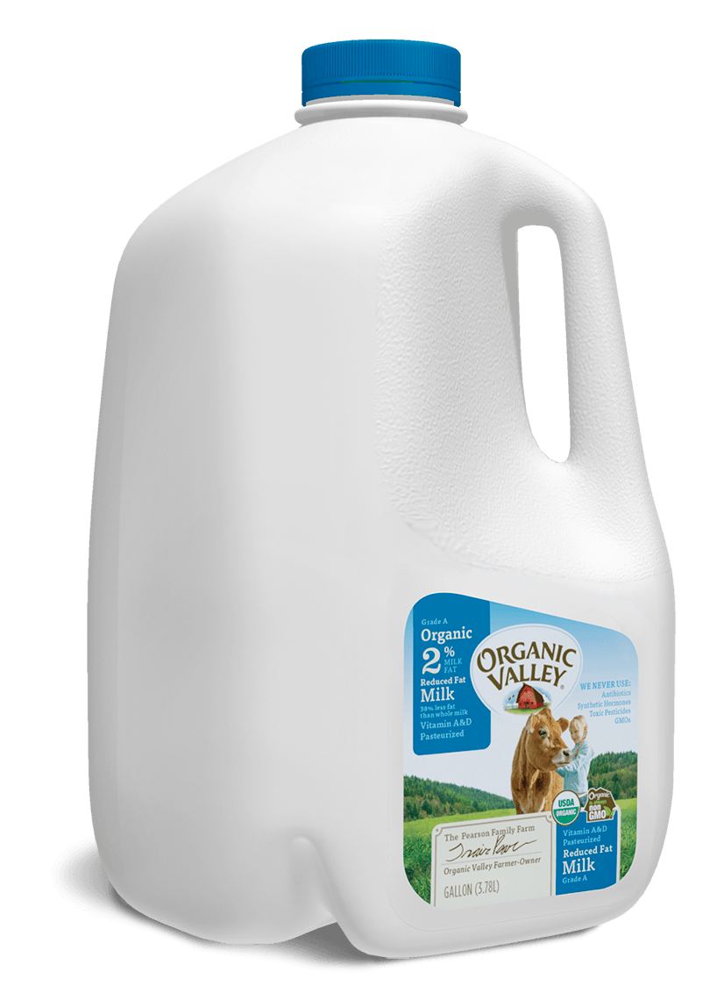 Grade A
Organic
2%
MILK
FAT
Reduced Fat
Milk
38% less fat
than whole milk
Vitamin A&D
Pasteurized
ORGANIC
VALLEY®
WE NEVER USE:
Antibiotics
Synthetic Hormones
Toxic Pesticides
GMOs
USDA
ORGANIC
Organic
is always
non
GMO
The Pearson Family Farm
Organic Valley Farmer-Owner
GALLON (3.78L)
Vitamin A&D
Pasteurized
Reduced Fat
Milk
Grade A